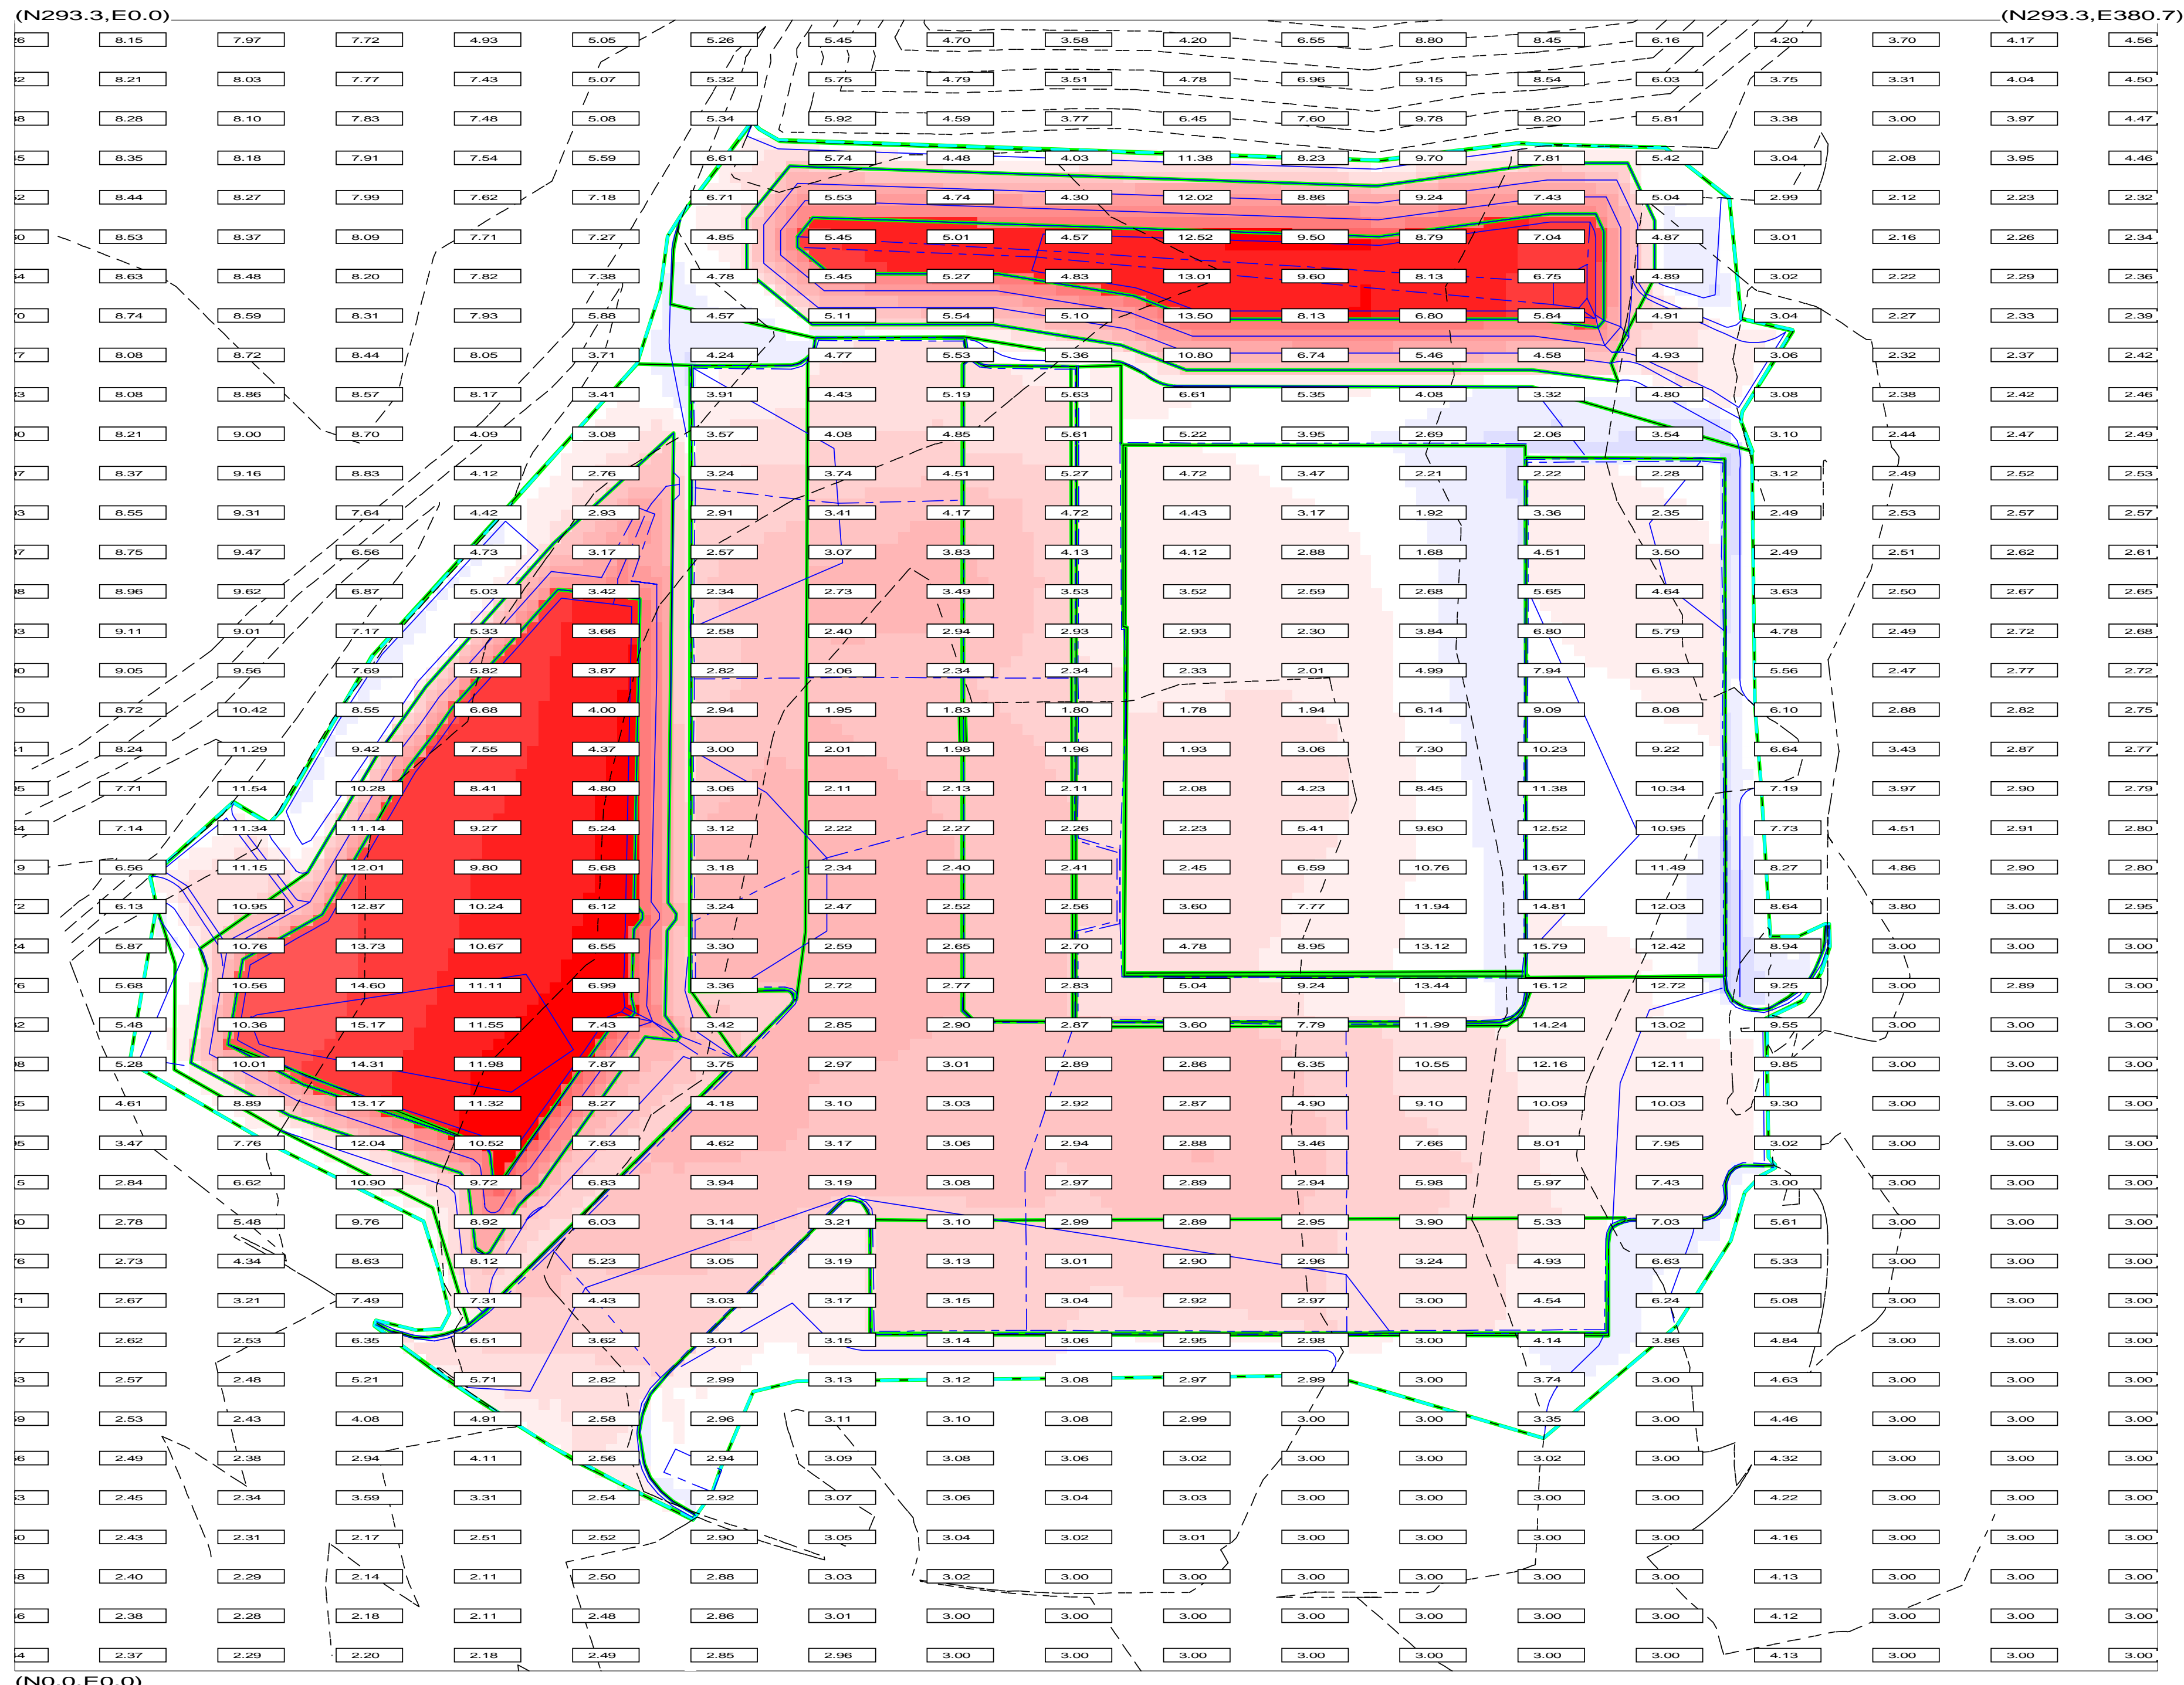 (N293.3,E0.0) (N293.3,E380.7)
8.15 7.97 7.72 4.93 5.05 5.26 5.45 4.70 3.58 4.20 6.55 8.80 8.45 6.16 4.20 3.70 4.17 4.56
8.21 8.03 7.77 7.43 5.07 5.32 5.75 4.79 3.51 4.78 6.96 9.15 8.54 6.03 3.75 3.31 4.04 4.50
8.28 8.10 7.83 7.48 5.08 5.34 5.92 4.59 3.77 6.45 7.60 9.78 8.20 5.81 3.38 3.00 3.97 4.47
8.35 8.18 7.91 7.54 5.59 6.61 5.74 4.48 4.03 11.38 8.23 9.70 7.81 5.42 3.04 2.08 3.95 4.46
8.44 8.27 7.99 7.62 7.18 6.71 5.53 4.74 4.30 12.02 8.86 9.24 7.43 5.04 2.99 2.12 2.23 2.32
8.53 8.37 8.09 7.71 7.27 4.85 5.45 5.01 4.57 12.52 9.50 8.79 7.04 4.87 3.01 2.16 2.26 2.34
8.63 8.48 8.20 7.82 7.38 4.78 5.45 5.27 4.83 13.01 9.60 8.13 6.75 4.89 3.02 2.22 2.29 2.36
8.74 8.59 8.31 7.93 5.88 4.57 5.11 5.54 5.10 13.50 8.13 6.80 5.84 4.91 3.04 2.27 2.33 2.39
8.08 8.72 8.44 8.05 3.71 4.24 4.77 5.53 5.36 10.80 6.74 5.46 4.58 4.93 3.06 2.32 2.37 2.42
8.08 8.86 8.57 8.17 3.41 3.91 4.43 5.19 5.63 6.61 5.35 4.08 3.32 4.80 3.08 2.38 2.42 2.46
8.21 9.00 8.70 4.09 3.08 3.57 4.08 4.85 5.61 5.22 3.95 2.69 2.06 3.54 3.10 2.44 2.47 2.49
8.37 9.16 8.83 4.12 2.76 3.24 3.74 4.51 5.27 4.72 3.47 2.21 2.22 2.28 3.12 2.49 2.52 2.53
8.55 9.31 7.64 4.42 2.93 2.91 3.41 4.17 4.72 4.43 3.17 1.92 3.36 2.35 2.49 2.53 2.57 2.57
8.75 9.47 6.56 4.73 3.17 2.57 3.07 3.83 4.13 4.12 2.88 1.68 4.51 3.50 2.49 2.51 2.62 2.61
8.96 9.62 6.87 5.03 3.42 2.34 2.73 3.49 3.53 3.52 2.59 2.68 5.65 4.64 3.63 2.50 2.67 2.65
9.11 9.01 7.17 5.33 3.66 2.58 2.40 2.94 2.93 2.93 2.30 3.84 6.80 5.79 4.78 2.49 2.72 2.68
9.05 9.56 7.69 5.82 3.87 2.82 2.06 2.34 2.34 2.33 2.01 4.99 7.94 6.93 5.56 2.47 2.77 2.72
8.72 10.42 8.55 6.68 4.00 2.94 1.95 1.83 1.80 1.78 1.94 6.14 9.09 8.08 6.10 2.88 2.82 2.75
8.24 11.29 9.42 7.55 4.37 3.00 2.01 1.98 1.96 1.93 3.06 7.30 10.23 9.22 6.64 3.43 2.87 2.77
7.71 11.54 10.28 8.41 4.80 3.06 2.11 2.13 2.11 2.08 4.23 8.45 11.38 10.34 7.19 3.97 2.90 2.79
7.14 11.34 11.14 9.27 5.24 3.12 2.22 2.27 2.26 2.23 5.41 9.60 12.52 10.95 7.73 4.51 2.91 2.80
6.56 11.15 12.01 9.80 5.68 3.18 2.34 2.40 2.41 2.45 6.59 10.76 13.67 11.49 8.27 4.86 2.90 2.80
6.13 10.95 12.87 10.24 6.12 3.24 2.47 2.52 2.56 3.60 7.77 11.94 14.81 12.03 8.64 3.80 3.00 2.95
5.87 10.76 13.73 10.67 6.55 3.30 2.59 2.65 2.70 4.78 8.95 13.12 15.79 12.42 8.94 3.00 3.00 3.00
5.68 10.56 14.60 11.11 6.99 3.36 2.72 2.77 2.83 5.04 9.24 13.44 16.12 12.72 9.25 3.00 2.89 3.00
5.48 10.36 15.17 11.55 7.43 3.42 2.85 2.90 2.87 3.60 7.79 11.99 14.24 13.02 9.55 3.00 3.00 3.00
5.28 10.01 14.31 11.98 7.87 3.75 2.97 3.01 2.89 2.86 6.35 10.55 12.16 12.11 9.85 3.00 3.00 3.00
4.61 8.89 13.17 11.32 8.27 4.18 3.10 3.03 2.92 2.87 4.90 9.10 10.09 10.03 9.30 3.00 3.00 3.00
3.47 7.76 12.04 10.52 7.63 4.62 3.17 3.06 2.94 2.88 3.46 7.66 8.01 7.95 3.02 3.00 3.00 3.00
2.84 6.62 10.90 9.72 6.83 3.94 3.19 3.08 2.97 2.89 2.94 5.98 5.97 7.43 3.00 3.00 3.00 3.00
2.78 5.48 9.76 8.92 6.03 3.14 3.21 3.10 2.99 2.89 2.95 3.90 5.33 7.03 5.61 3.00 3.00 3.00
2.73 4.34 8.63 8.12 5.23 3.05 3.19 3.13 3.01 2.90 2.96 3.24 4.93 6.63 5.33 3.00 3.00 3.00
2.67 3.21 7.49 7.31 4.43 3.03 3.17 3.15 3.04 2.92 2.97 3.00 4.54 6.24 5.08 3.00 3.00 3.00
2.62 2.53 6.35 6.51 3.62 3.01 3.15 3.14 3.06 2.95 2.98 3.00 4.14 3.86 4.84 3.00 3.00 3.00
2.57 2.48 5.21 5.71 2.82 2.99 3.13 3.12 3.08 2.97 2.99 3.00 3.74 3.00 4.63 3.00 3.00 3.00
2.53 2.43 4.08 4.91 2.58 2.96 3.11 3.10 3.08 2.99 3.00 3.00 3.35 3.00 4.46 3.00 3.00 3.00
2.49 2.38 2.94 4.11 2.56 2.94 3.09 3.08 3.06 3.02 3.00 3.00 3.02 3.00 4.32 3.00 3.00 3.00
2.45 2.34 3.59 3.31 2.54 2.92 3.07 3.06 3.04 3.03 3.00 3.00 3.00 3.00 4.22 3.00 3.00 3.00
2.43 2.31 2.17 2.51 2.52 2.90 3.05 3.04 3.02 3.01 3.00 3.00 3.00 3.00 4.16 3.00 3.00 3.00
2.40 2.29 2.14 2.11 2.50 2.88 3.03 3.02 3.00 3.00 3.00 3.00 3.00 3.00 4.13 3.00 3.00 3.00
2.38 2.28 2.18 2.11 2.48 2.86 3.01 3.00 3.00 3.00 3.00 3.00 3.00 3.00 4.12 3.00 3.00 3.00
2.37 2.29 2.20 2.18 2.49 2.85 2.96 3.00 3.00 3.00 3.00 3.00 3.00 3.00 4.13 3.00 3.00 3.00
(N0.0,E0.0)